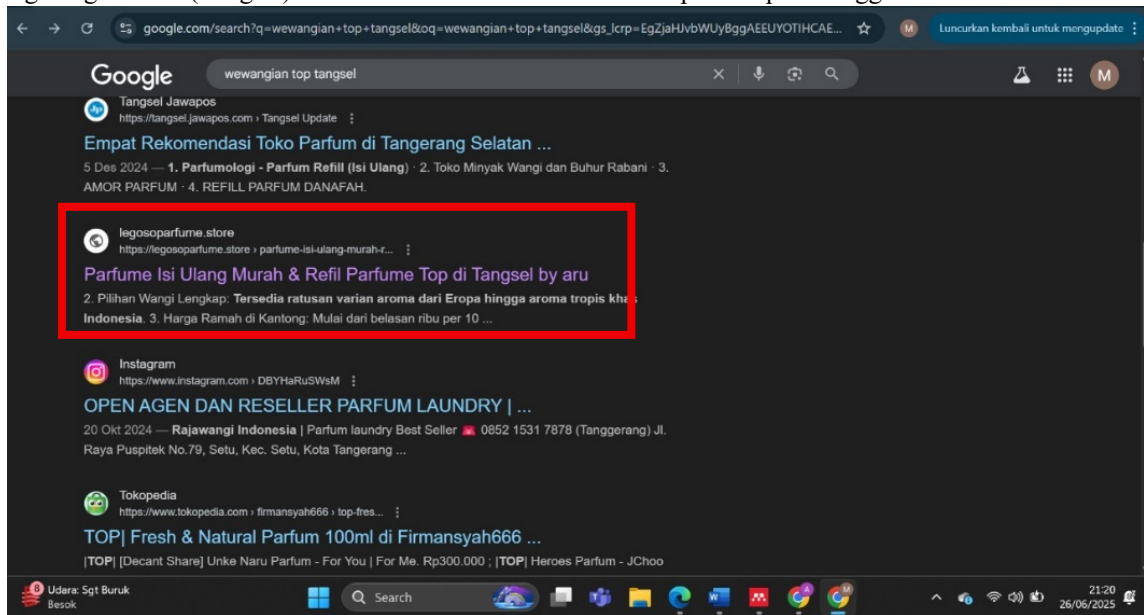 google.com/search?q=wewangian+top+tangsel&oq=wewangian+top+tangsel&gs_lcrp=EgZjaHJvbWUyBggAEEUYOTIHCAE...
M
Luncurkan kembali untuk mengupdate
Google
wewangian top tangsel
M
Tangsel Jawapos
https://tangsel.jawapos.com › Tangsel Update
Empat Rekomendasi Toko Parfum di Tangerang Selatan ...
5 Des 2024 — 1. Parfumologi - Parfum Refill (Isi Ulang) · 2. Toko Minyak Wangi dan Buhur Rabani · 3.
AMOR PARFUM · 4. REFILL PARFUM DANAFAH.
legosoparfume.store
https://legosoparfume.store › parfume-isi-ulang-murah-r...
Parfume Isi Ulang Murah & Refil Parfume Top di Tangsel by aru
2. Pilihan Wangi Lengkap: Tersedia ratusan varian aroma dari Eropa hingga aroma tropis khas
Indonesia. 3. Harga Ramah di Kantong: Mulai dari belasan ribu per 10 ...
Instagram
https://www.instagram.com › DBYHaRuSWsM
OPEN AGEN DAN RESELLER PARFUM LAUNDRY | ...
20 Okt 2024 — Rajawangi Indonesia | Parfum laundry Best Seller ☎️ 0852 1531 7878 (Tanggerang) Jl.
Raya Puspitek No.79, Setu, Kec. Setu, Kota Tangerang ...
Tokopedia
https://www.tokopedia.com › firmansyah666 › top-fres...
TOP| Fresh & Natural Parfum 100ml di Firmansyah666 ...
|TOP| [Decant Share] Unke Naru Parfum - For You | For Me. Rp300.000 ; |TOP| Heroes Parfum - JChoo
8
Udara: Sgt Buruk
Besok
Search
21:20
26/06/2025